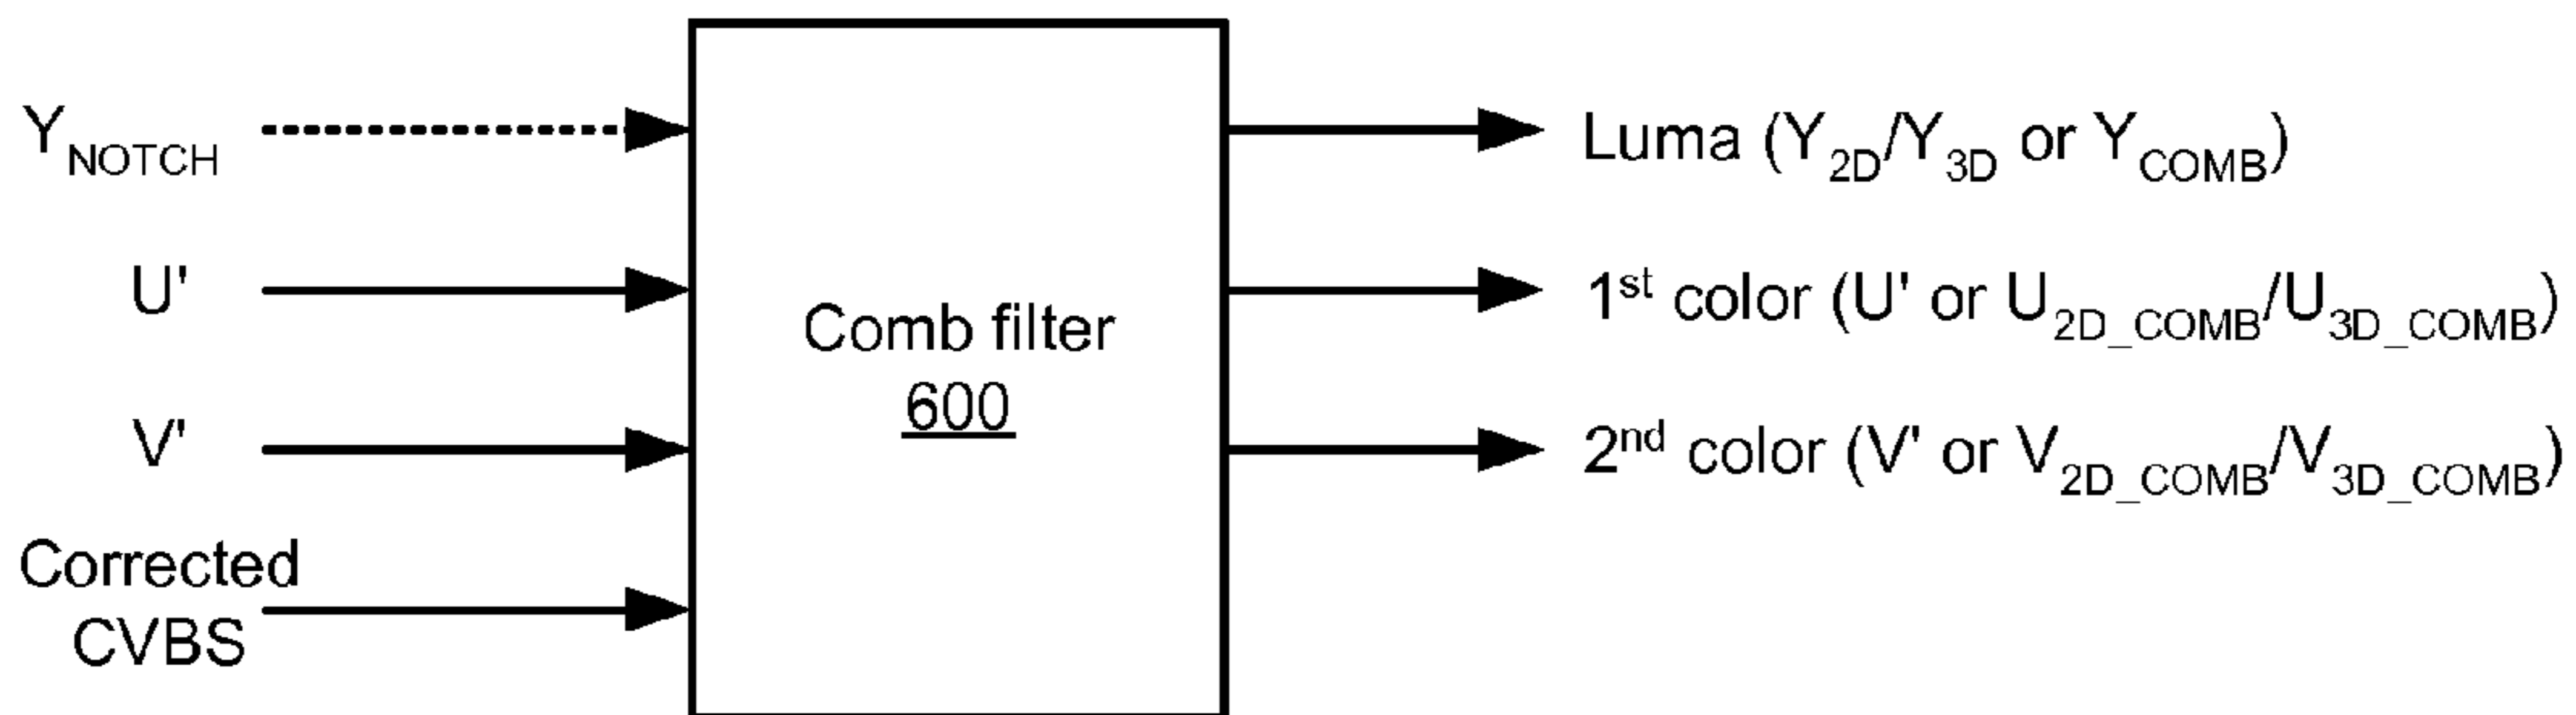 Y_NOTCH
U'
V'
Corrected
CVBS
Comb filter
600
Luma (Y_2D/Y_3D or Y_COMB)
1st color (U' or U_2D_COMB/U_3D_COMB)
2nd color (V' or V_2D_COMB/V_3D_COMB)